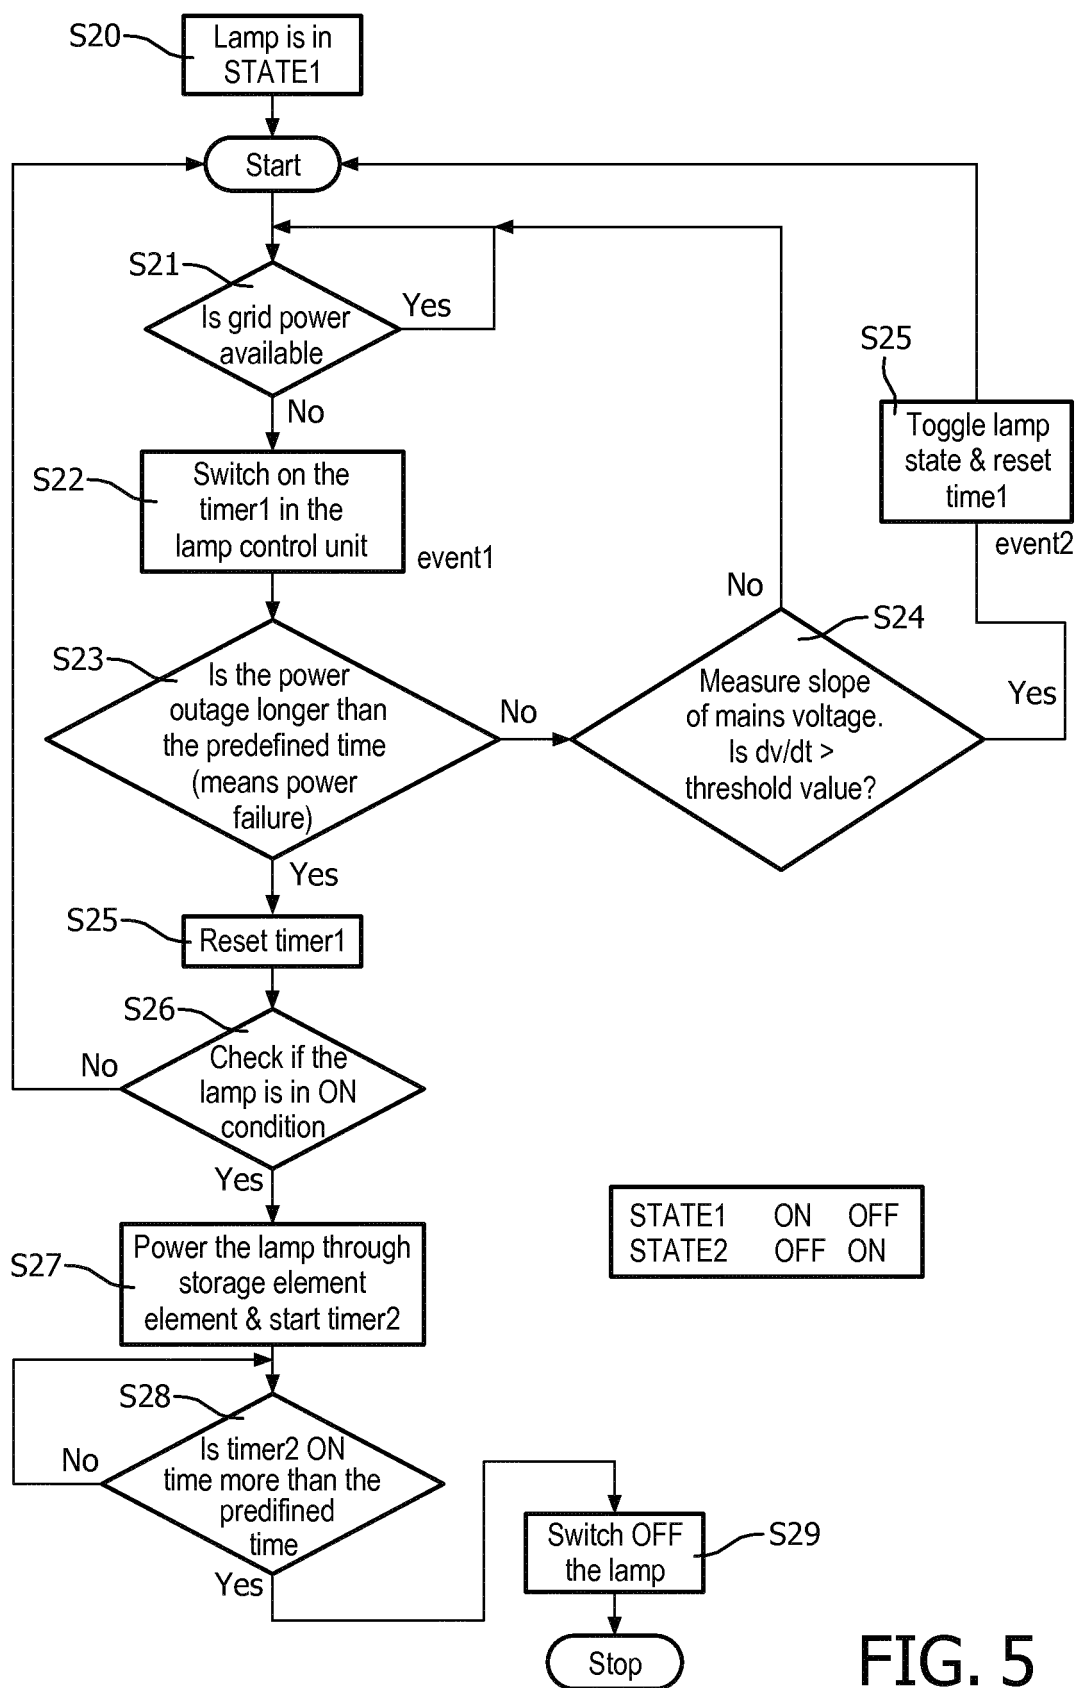 S20
Lamp is in
STATE1
Start
S21
Is grid power
available
Yes
No
S22
Switch on the
timer1 in the
lamp control unit
event1
S25
Toggle lamp
state & reset
time1
event2
S23
Is the power
outage longer than
the predefined time
(means power
failure)
No
Yes
S24
Measure slope
of mains voltage.
Is dv/dt >
threshold value?
No
Yes
S25
Reset timer1
S26
Check if the
lamp is in ON
condition
No
Yes
S27
Power the lamp through
storage element
element & start timer2
STATE1 ON OFF
STATE2 OFF ON
S28
Is timer2 ON
time more than the
predifined
time
No
Yes
Switch OFF
the lamp
S29
Stop
FIG. 5